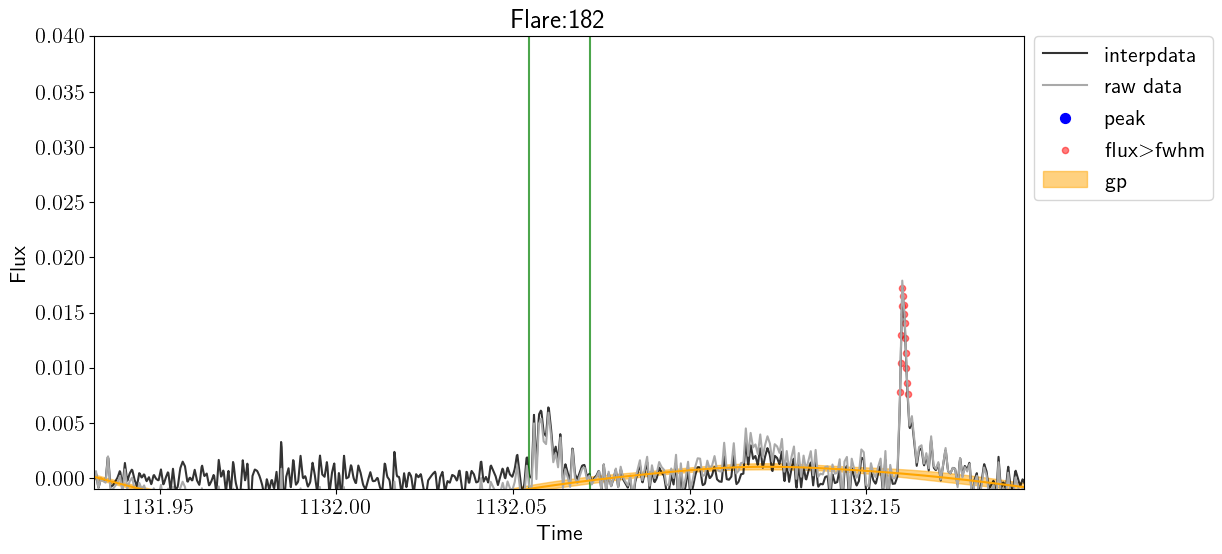 Flare:182
0.040
0.035
0.030
0.025
0.020
0.015
0.010
0.005
0.000
Flux
1131.95
1132.00
1132.05
1132.10
1132.15
Time
interpdata
raw data
peak
flux>fwhm
gp